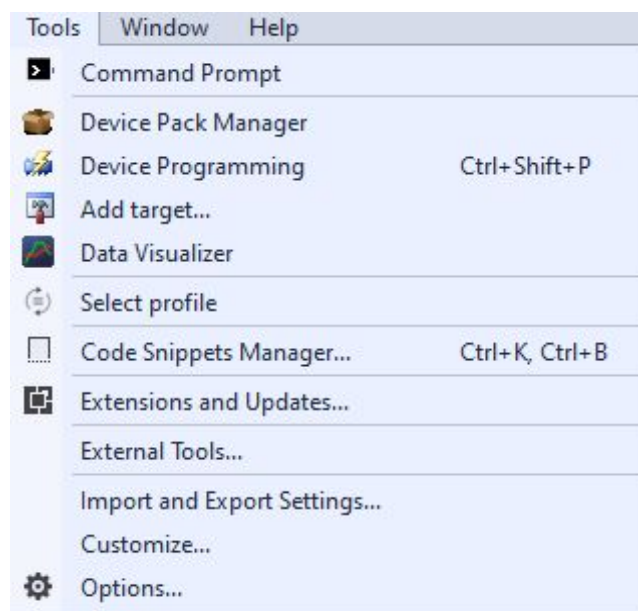 Tools Window Help
Command Prompt
Device Pack Manager
Device Programming Ctrl+Shift+P
Add target...
Data Visualizer
Select profile
Code Snippets Manager... Ctrl+K, Ctrl+B
Extensions and Updates...
External Tools...
Import and Export Settings...
Customize...
Options...